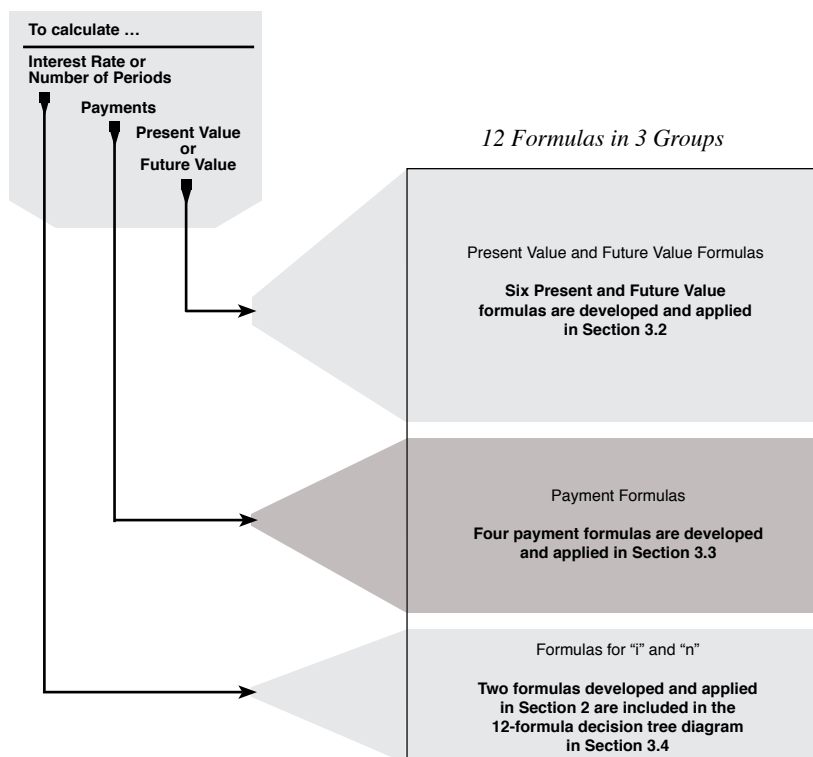 To calculate …
Interest Rate or
Number of Periods
Payments
Present Value
or
Future Value
12 Formulas in 3 Groups
Present Value and Future Value Formulas
Six Present and Future Value
formulas are developed and applied
in Section 3.2
Payment Formulas
Four payment formulas are developed
and applied in Section 3.3
Formulas for “i” and “n”
Two formulas developed and applied
in Section 2 are included in the
12-formula decision tree diagram
in Section 3.4